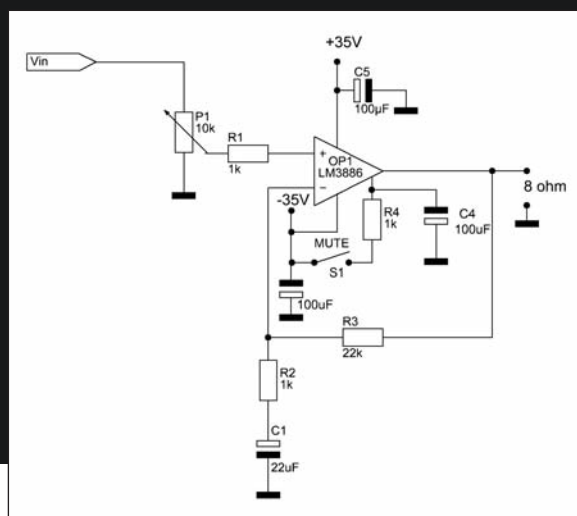 +35V
Vin
C5
100µF
P1
10k
R1
1k
+
OP1
LM3886
−
8 ohm
-35V
R4
1k
C4
100uF
MUTE
S1
100uF
R3
22k
R2
1k
C1
22uF